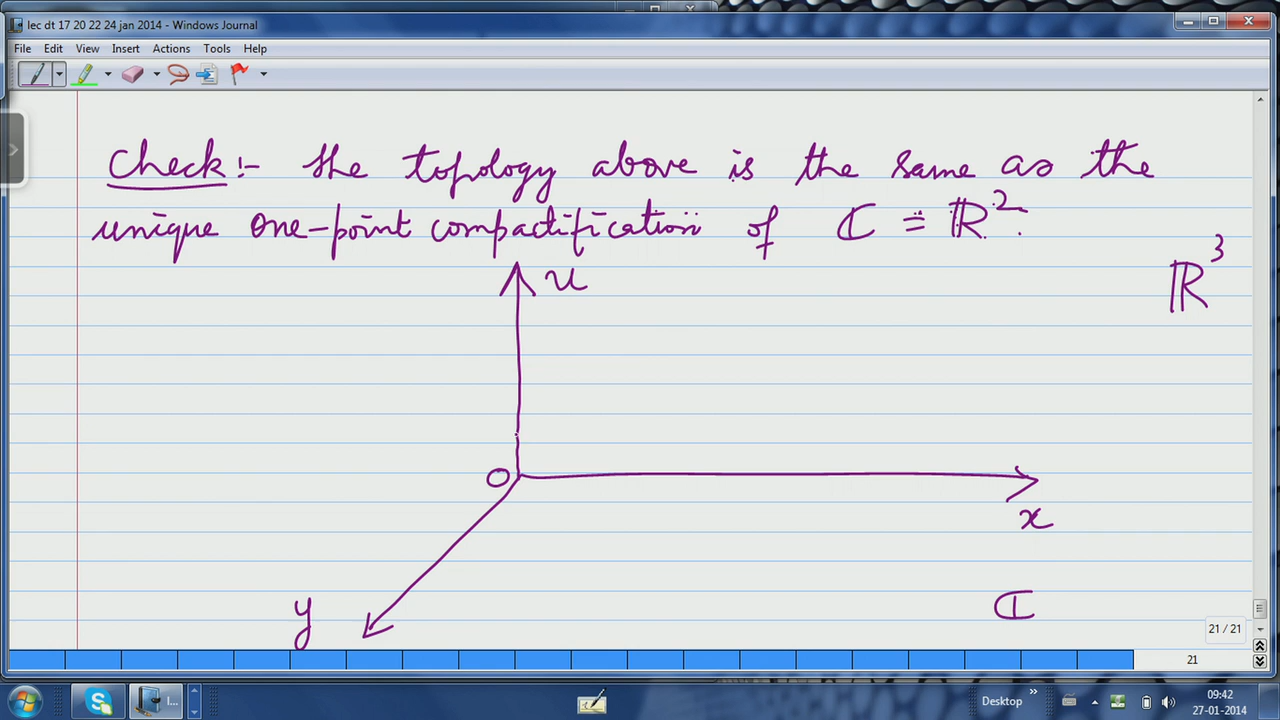 lec dt 17 20 22 24 jan 2014 - Windows Journal
File Edit View Insert Actions Tools Help
Check:- the topology above is the same as the
unique one-point compactification of ℂ = ℝ².
u
ℝ³
O
x
y
ℂ
21 / 21
21
I...
Desktop
09:42
27-01-2014